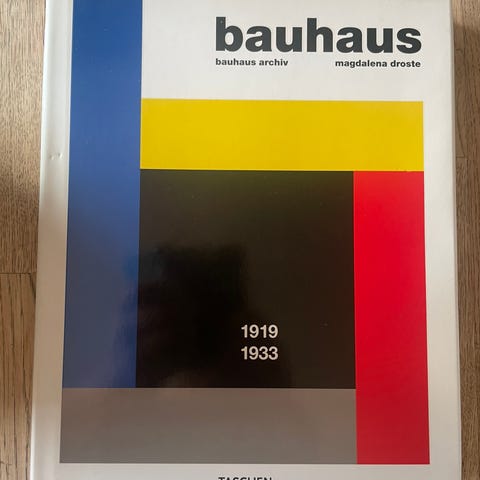 bauhaus
bauhaus archiv magdalena droste
1919
1933
TASCHEN